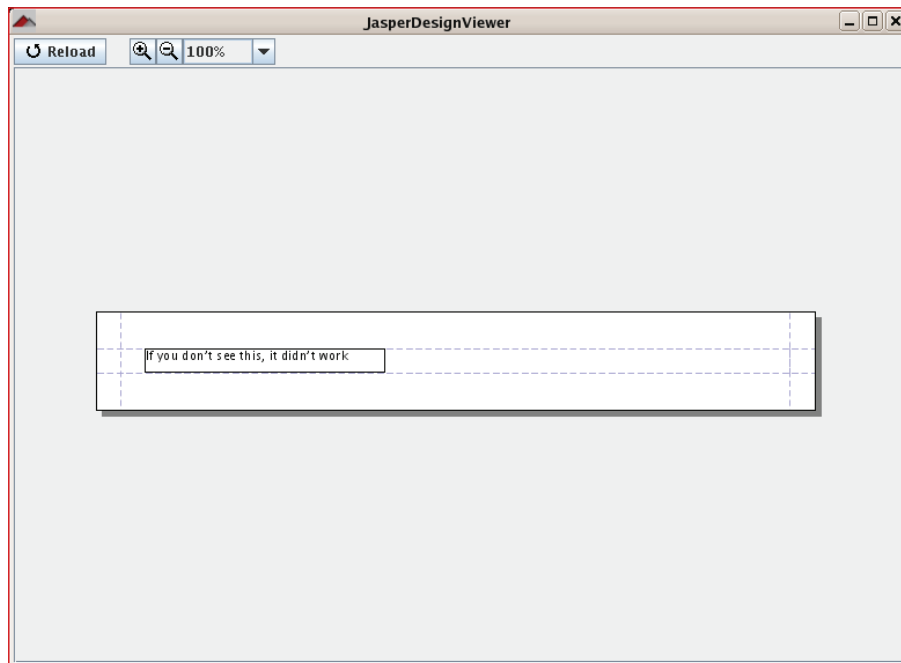 JasperDesignViewer
Reload 100%
If you don't see this, it didn't work